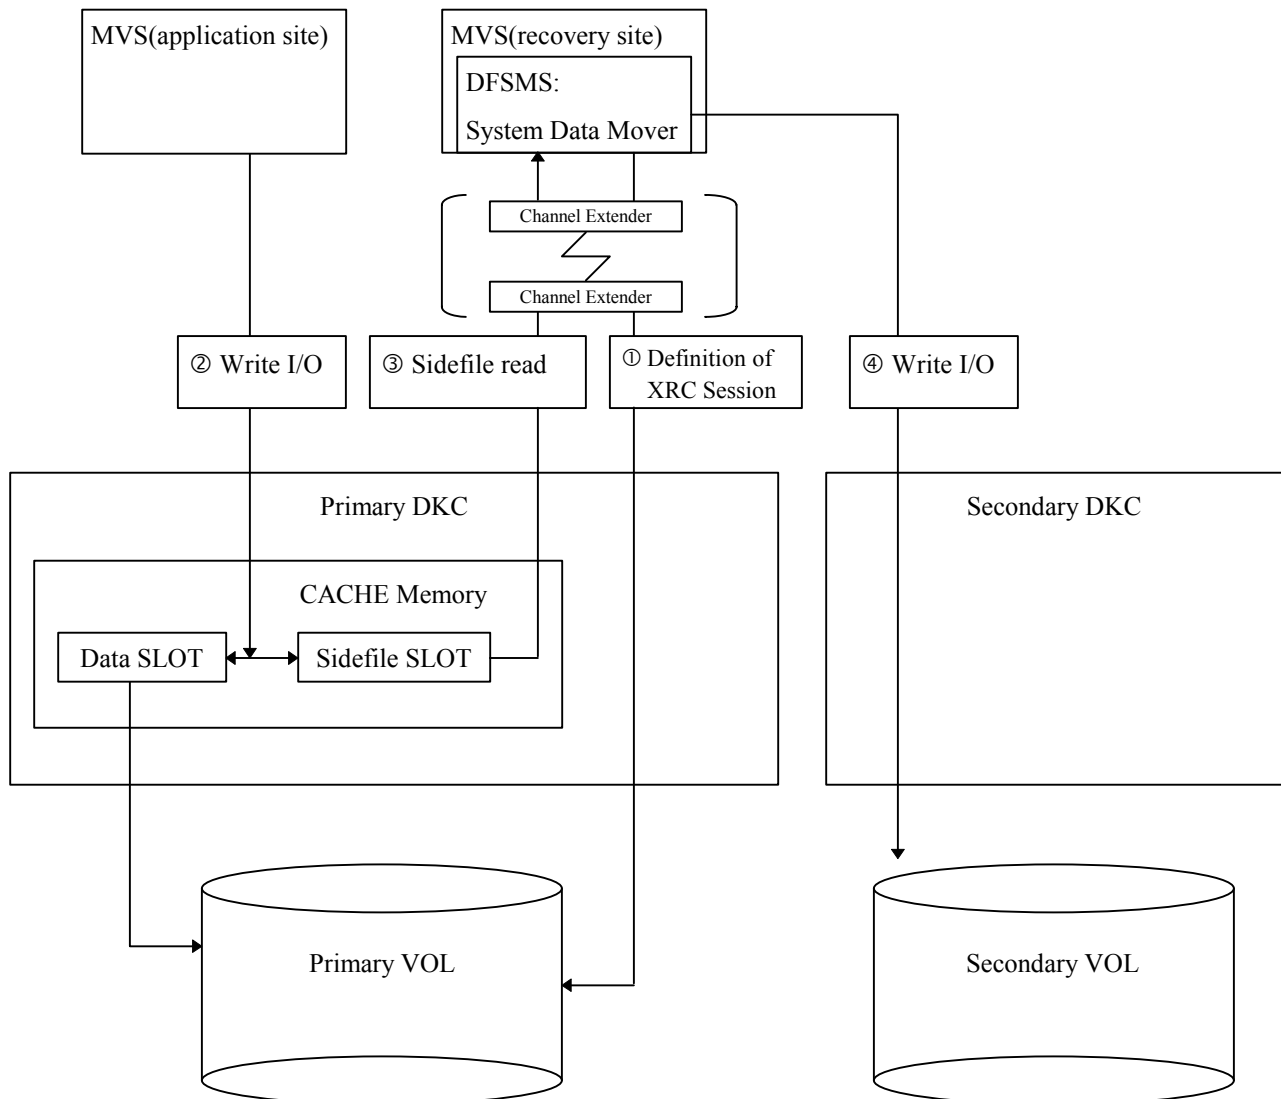 MVS(application site)
MVS(recovery site)
DFSMS:
System Data Mover
Channel Extender
Channel Extender
② Write I/O
③ Sidefile read
① Definition of
XRC Session
④ Write I/O
Primary DKC
Secondary DKC
CACHE Memory
Data SLOT
Sidefile SLOT
Primary VOL
Secondary VOL